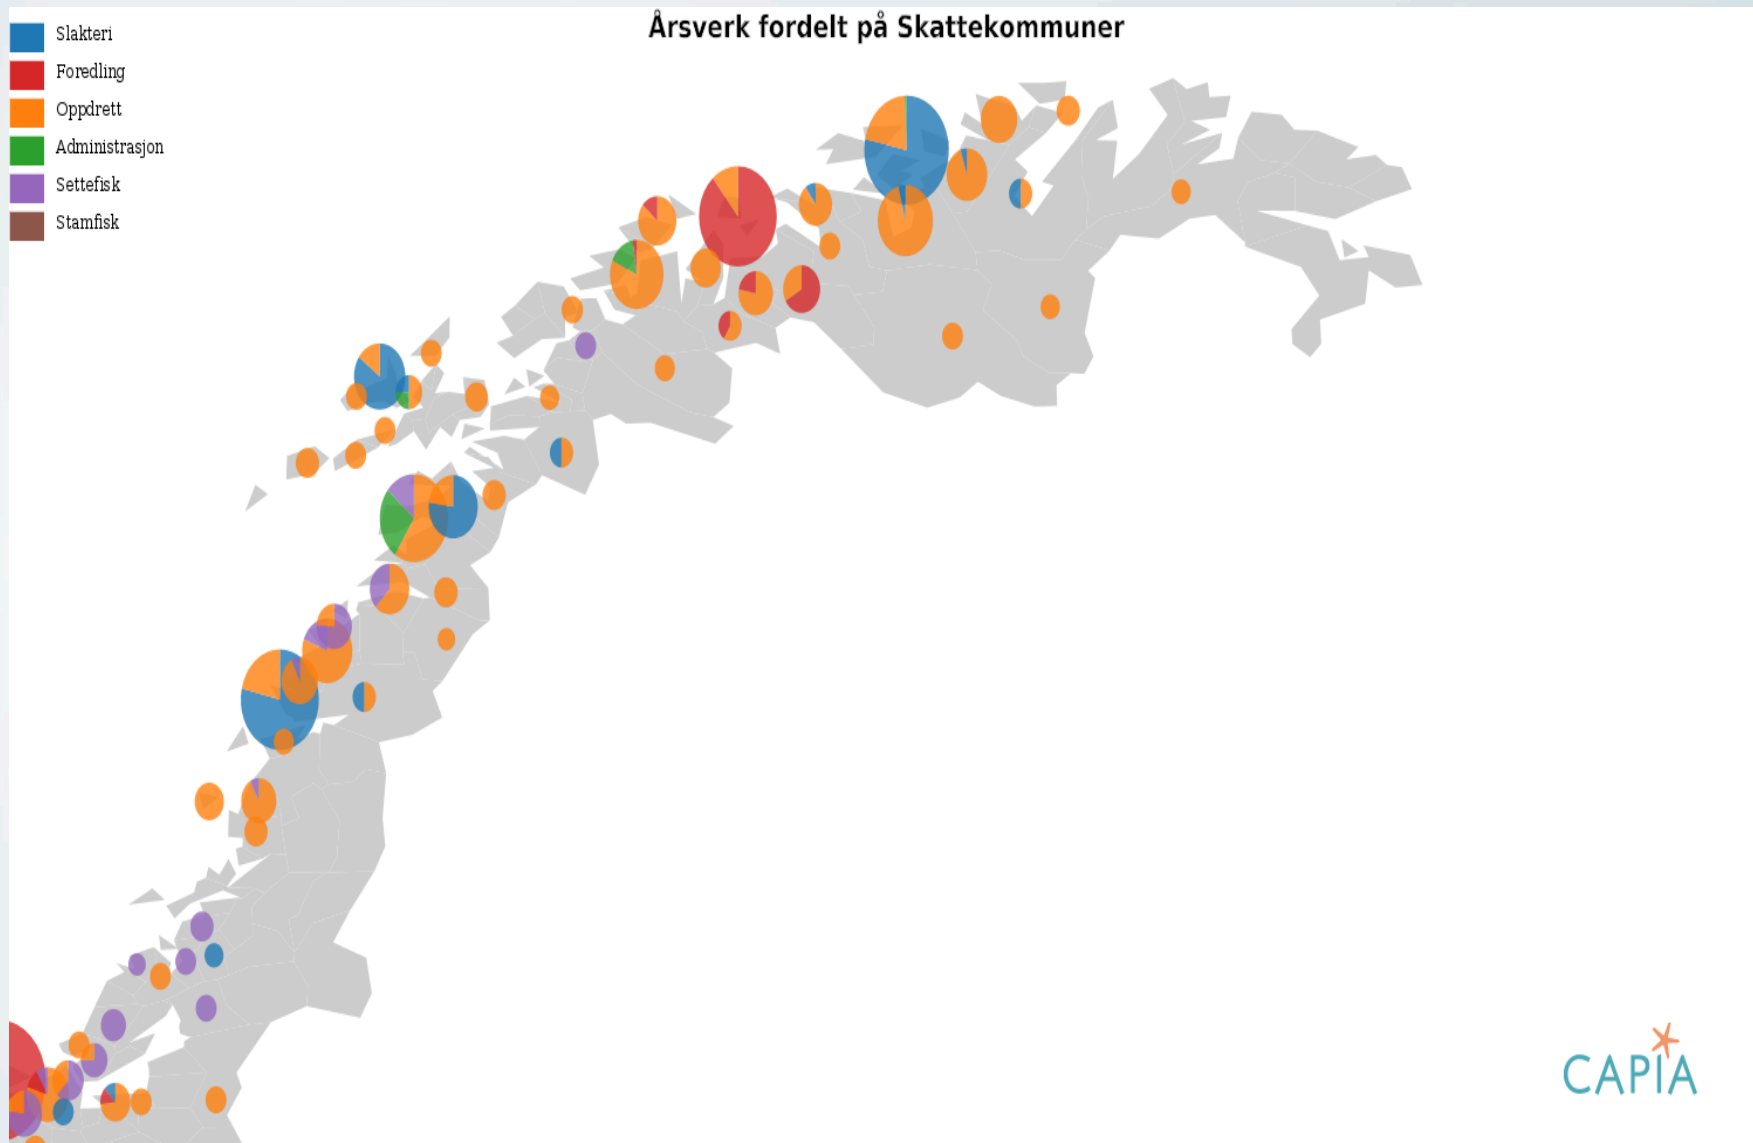 Årsverk fordelt på Skattekommuner
Slakteri
Foredling
Oppdrett
Administrasjon
Settefisk
Stamfisk
CAPIA